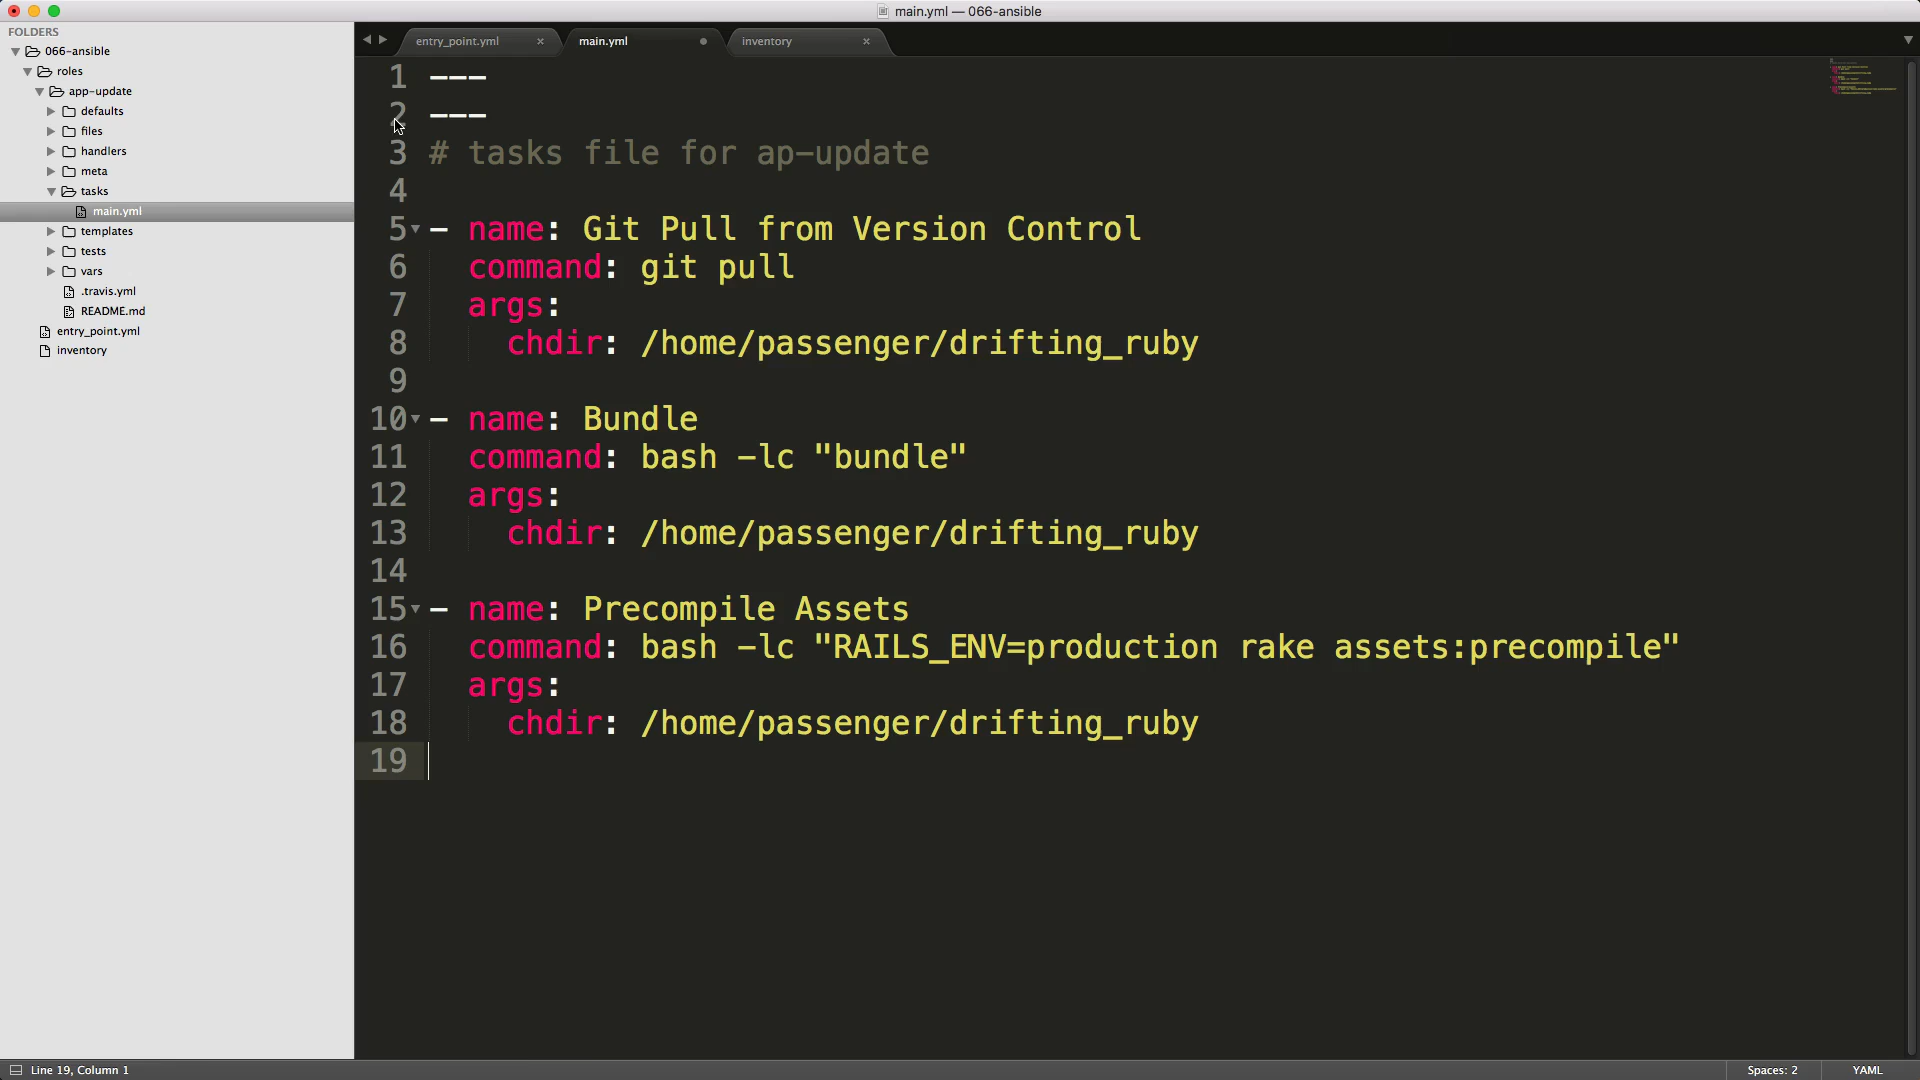 main.yml — 066-ansible
FOLDERS
066-ansible
roles
app-update
defaults
files
handlers
meta
tasks
main.yml
templates
tests
vars
.travis.yml
README.md
entry_point.yml
inventory
entry_point.yml × main.yml inventory ×
1 ---
2 ---
3 # tasks file for ap-update
4
5 - name: Git Pull from Version Control
6 command: git pull
7 args:
8 chdir: /home/passenger/drifting_ruby
9
10 - name: Bundle
11 command: bash -lc "bundle"
12 args:
13 chdir: /home/passenger/drifting_ruby
14
15 - name: Precompile Assets
16 command: bash -lc "RAILS_ENV=production rake assets:precompile"
17 args:
18 chdir: /home/passenger/drifting_ruby
19
Line 19, Column 1 Spaces: 2 YAML